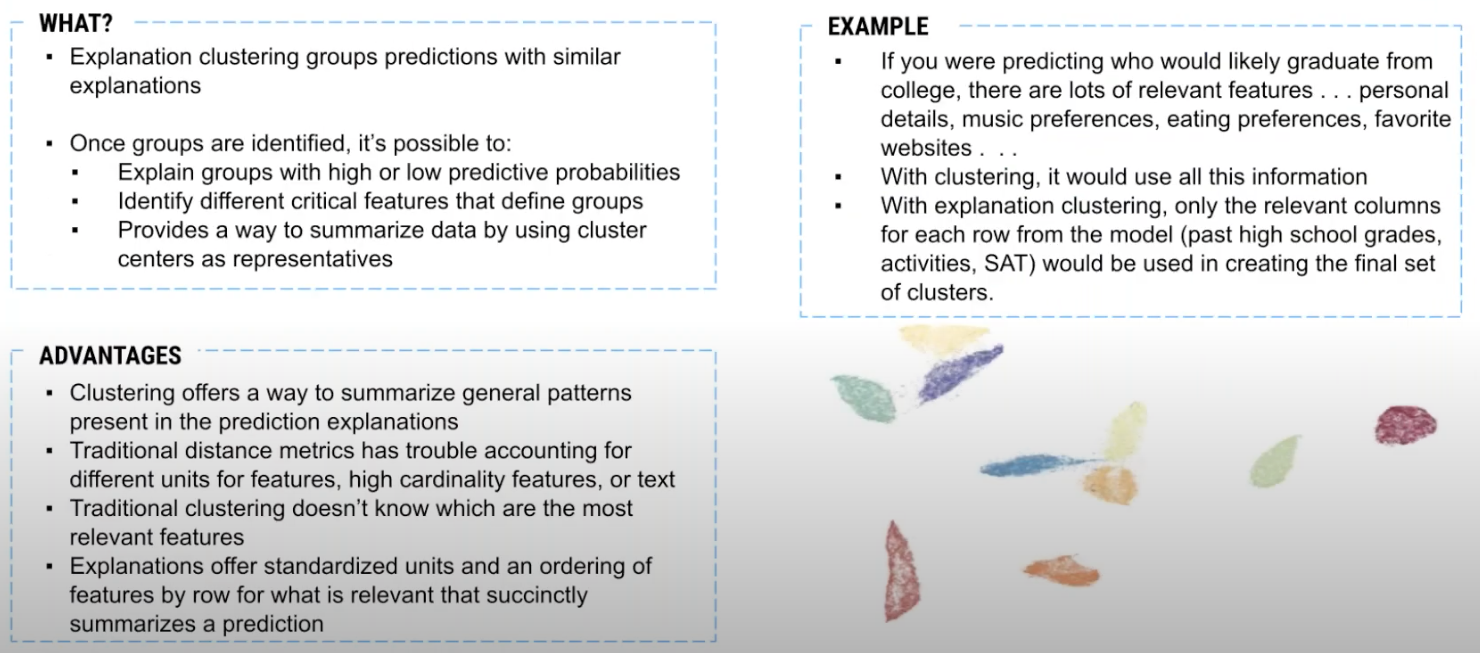 WHAT?
▪ Explanation clustering groups predictions with similar
explanations
▪ Once groups are identified, it's possible to:
▪ Explain groups with high or low predictive probabilities
▪ Identify different critical features that define groups
▪ Provides a way to summarize data by using cluster
centers as representatives
EXAMPLE
▪ If you were predicting who would likely graduate from
college, there are lots of relevant features . . . personal
details, music preferences, eating preferences, favorite
websites . . .
▪ With clustering, it would use all this information
▪ With explanation clustering, only the relevant columns
for each row from the model (past high school grades,
activities, SAT) would be used in creating the final set
of clusters.
ADVANTAGES
▪ Clustering offers a way to summarize general patterns
present in the prediction explanations
▪ Traditional distance metrics has trouble accounting for
different units for features, high cardinality features, or text
▪ Traditional clustering doesn't know which are the most
relevant features
▪ Explanations offer standardized units and an ordering of
features by row for what is relevant that succinctly
summarizes a prediction